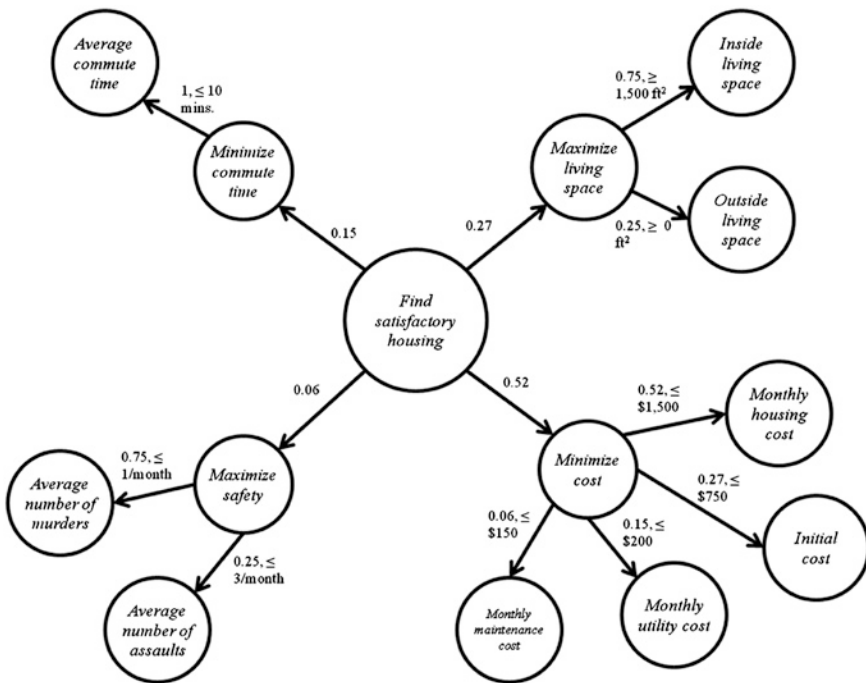 Average
commute
time
1, ≤ 10
mins.
Minimize
commute
time
0.15
Inside
living
space
0.75, ≥
1,500 ft²
Maximize
living
space
Outside
living
space
0.25, ≥ 0
ft²
0.27
Find
satisfactory
housing
0.06
0.52
Maximize
safety
0.75, ≤
1/month
Average
number of
murders
0.25, ≤
3/month
Average
number of
assaults
Minimize
cost
0.52, ≤
$1,500
Monthly
housing
cost
0.27, ≤
$750
Initial
cost
0.15, ≤
$200
Monthly
utility cost
0.06, ≤
$150
Monthly
maintenance
cost